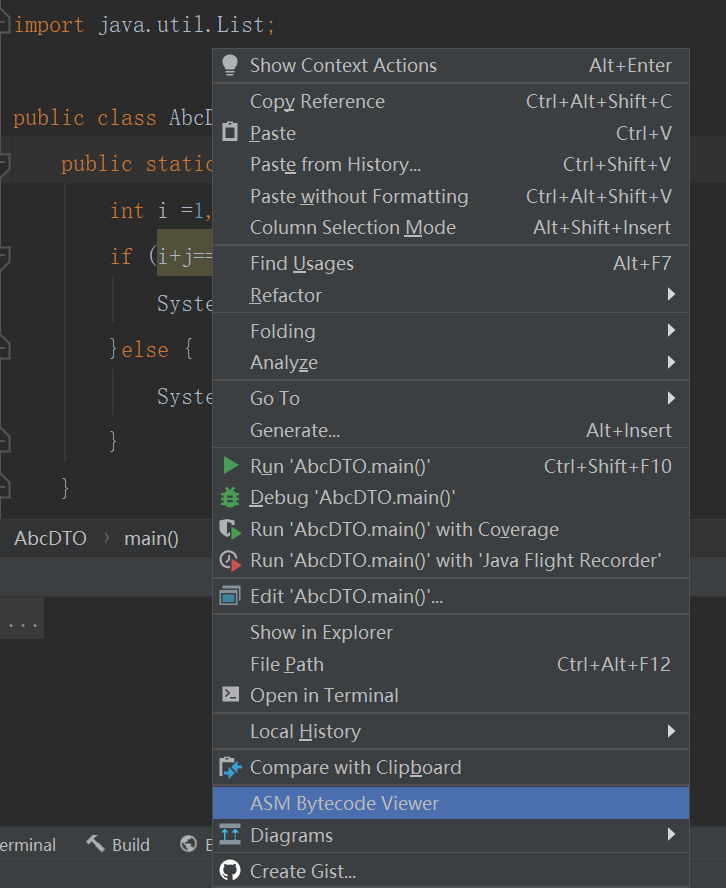 import java.util.List;
public class AbcD
public static
int i =1,
if (i+j==
Syste
}else {
Syste
}
}
AbcDTO > main()
...
Terminal Build
Show Context Actions Alt+Enter
Copy Reference Ctrl+Alt+Shift+C
Paste Ctrl+V
Paste from History... Ctrl+Shift+V
Paste without Formatting Ctrl+Alt+Shift+V
Column Selection Mode Alt+Shift+Insert
Find Usages Alt+F7
Refactor
Folding
Analyze
Go To
Generate... Alt+Insert
Run 'AbcDTO.main()' Ctrl+Shift+F10
Debug 'AbcDTO.main()'
Run 'AbcDTO.main()' with Coverage
Run 'AbcDTO.main()' with 'Java Flight Recorder'
Edit 'AbcDTO.main()'...
Show in Explorer
File Path Ctrl+Alt+F12
Open in Terminal
Local History
Compare with Clipboard
ASM Bytecode Viewer
Diagrams
Create Gist...